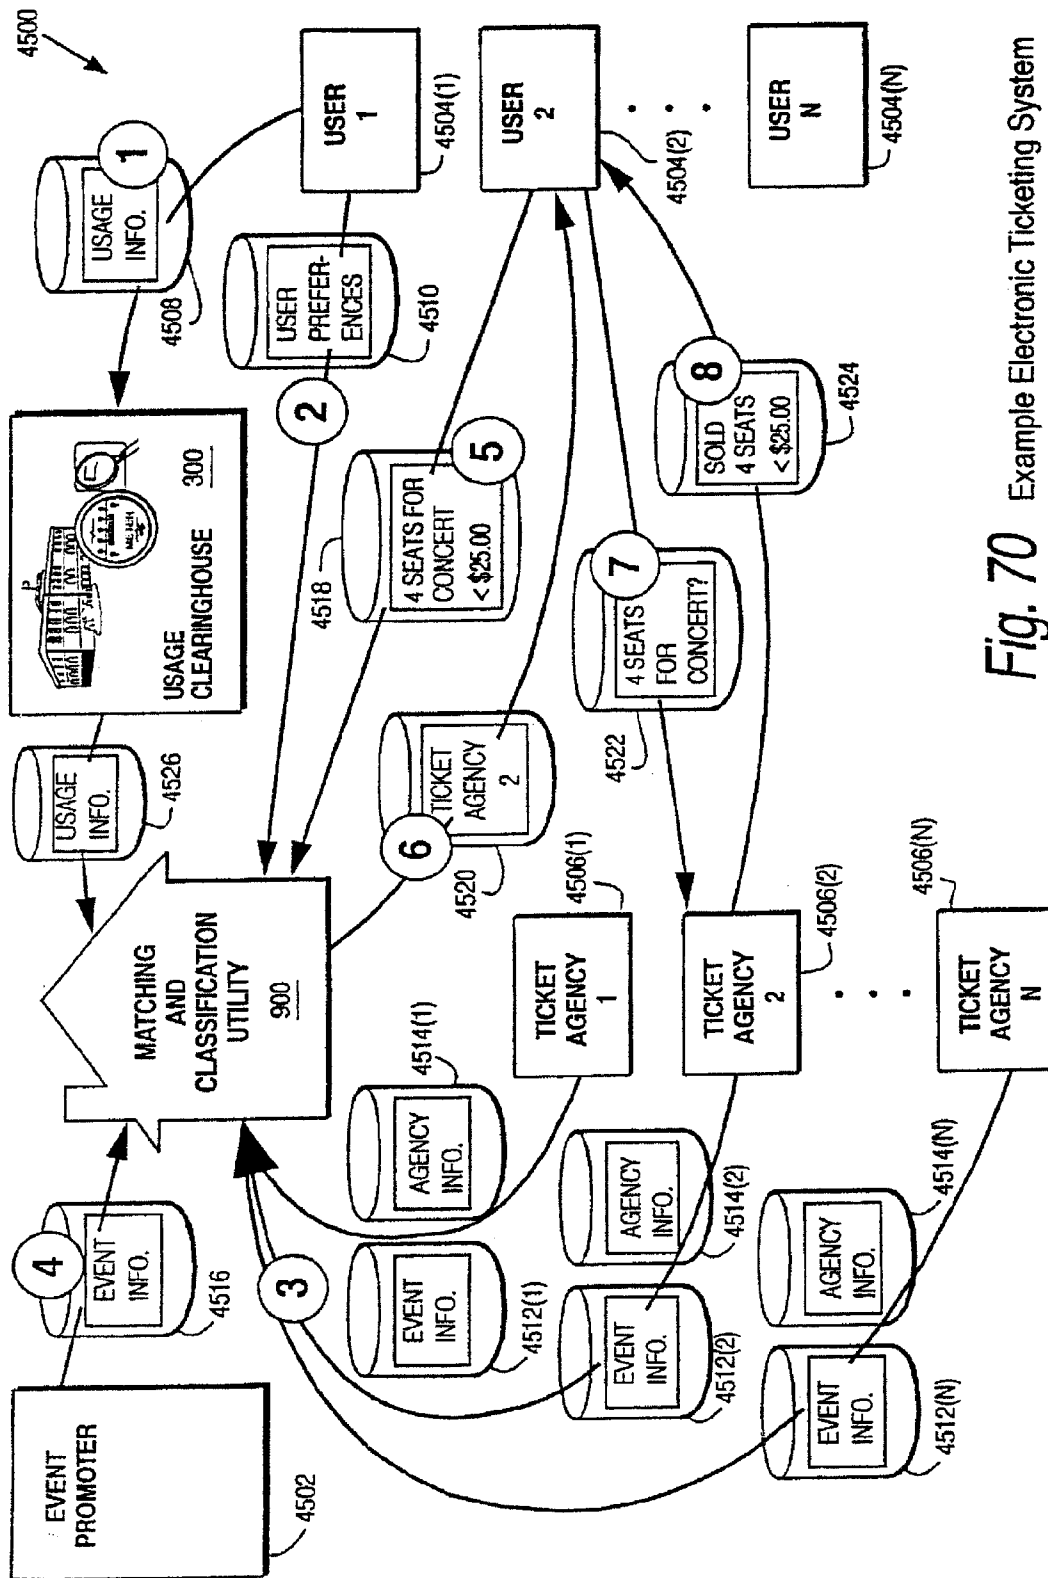 4500
EVENT
PROMOTER
4502
4
EVENT
INFO.
4516
MATCHING
AND
CLASSIFICATION
UTILITY
900
USAGE
INFO.
4526
USAGE
CLEARINGHOUSE
300
METER
1
USAGE
INFO.
4508
USER
1
4504(1)
2
USER
PREFER-
ENCES
4510
3
EVENT
INFO.
4512(1)
AGENCY
INFO.
4514(1)
TICKET
AGENCY
1
4506(1)
6
TICKET
AGENCY
2
4520
5
4 SEATS FOR
CONCERT
< $25.00
4518
USER
2
4504(2)
EVENT
INFO.
4512(2)
AGENCY
INFO.
4514(2)
TICKET
AGENCY
2
4506(2)
7
4 SEATS
FOR
CONCERT?
4522
8
SOLD
4 SEATS
< $25.00
4524
USER
N
4504(N)
EVENT
INFO.
4512(N)
AGENCY
INFO.
4514(N)
TICKET
AGENCY
N
4506(N)
Fig. 70 Example Electronic Ticketing System